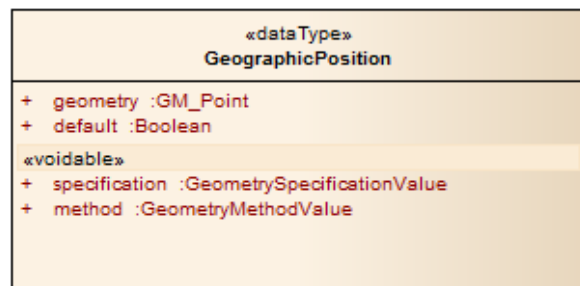 «dataType»
GeographicPosition
+ geometry :GM_Point
+ default :Boolean
«voidable»
+ specification :GeometrySpecificationValue
+ method :GeometryMethodValue